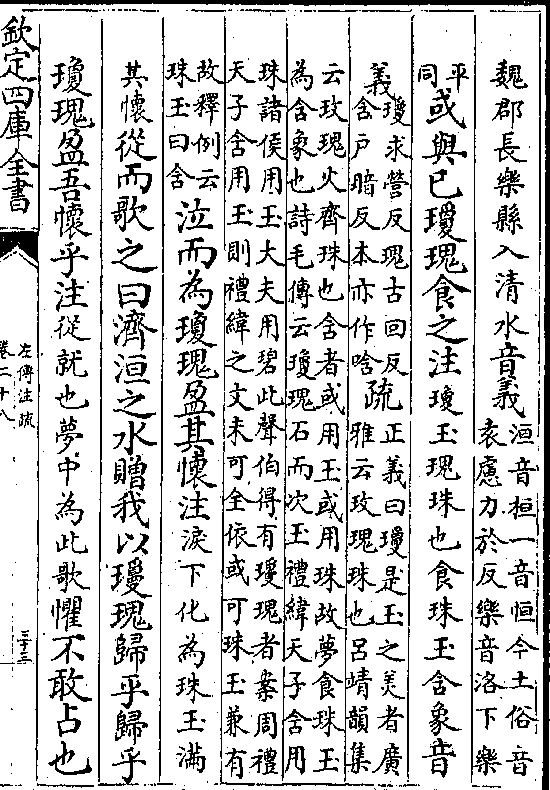 魏郡長樂縣入清水音義洹音桓一音恒今土俗音
袁慮力於反樂音洛下樂
平
同或與已瓊瑰食之注瓊玉瑰珠也食珠玉含象音
義瓊求營反瑰古回反
含戶暗反本亦作唅疏正義曰瓊是玉之美者廣
雅云玫瑰珠也呂靖韻集
云玫瑰火齊珠也含者或用玉或用珠故夢食珠玉
為含象也詩毛傳云瓊瑰石而次玉禮緯天子含用
珠諸侯用玉大夫用碧此聲伯得有瓊瑰者案周禮
天子含用玉則禮緯之文未可全依或可珠玉兼有
故釋例云
珠玉曰含泣而為瓊瑰盈其懷注淚下化為珠玉滿
其懷從而歌之曰濟洹之水贈我以瓊瑰歸乎歸乎
瓊瑰盈吾懷乎注從就也夢中為此歌懼不敢占也
欽定四庫全書
左傳注疏
卷二十八
三十三